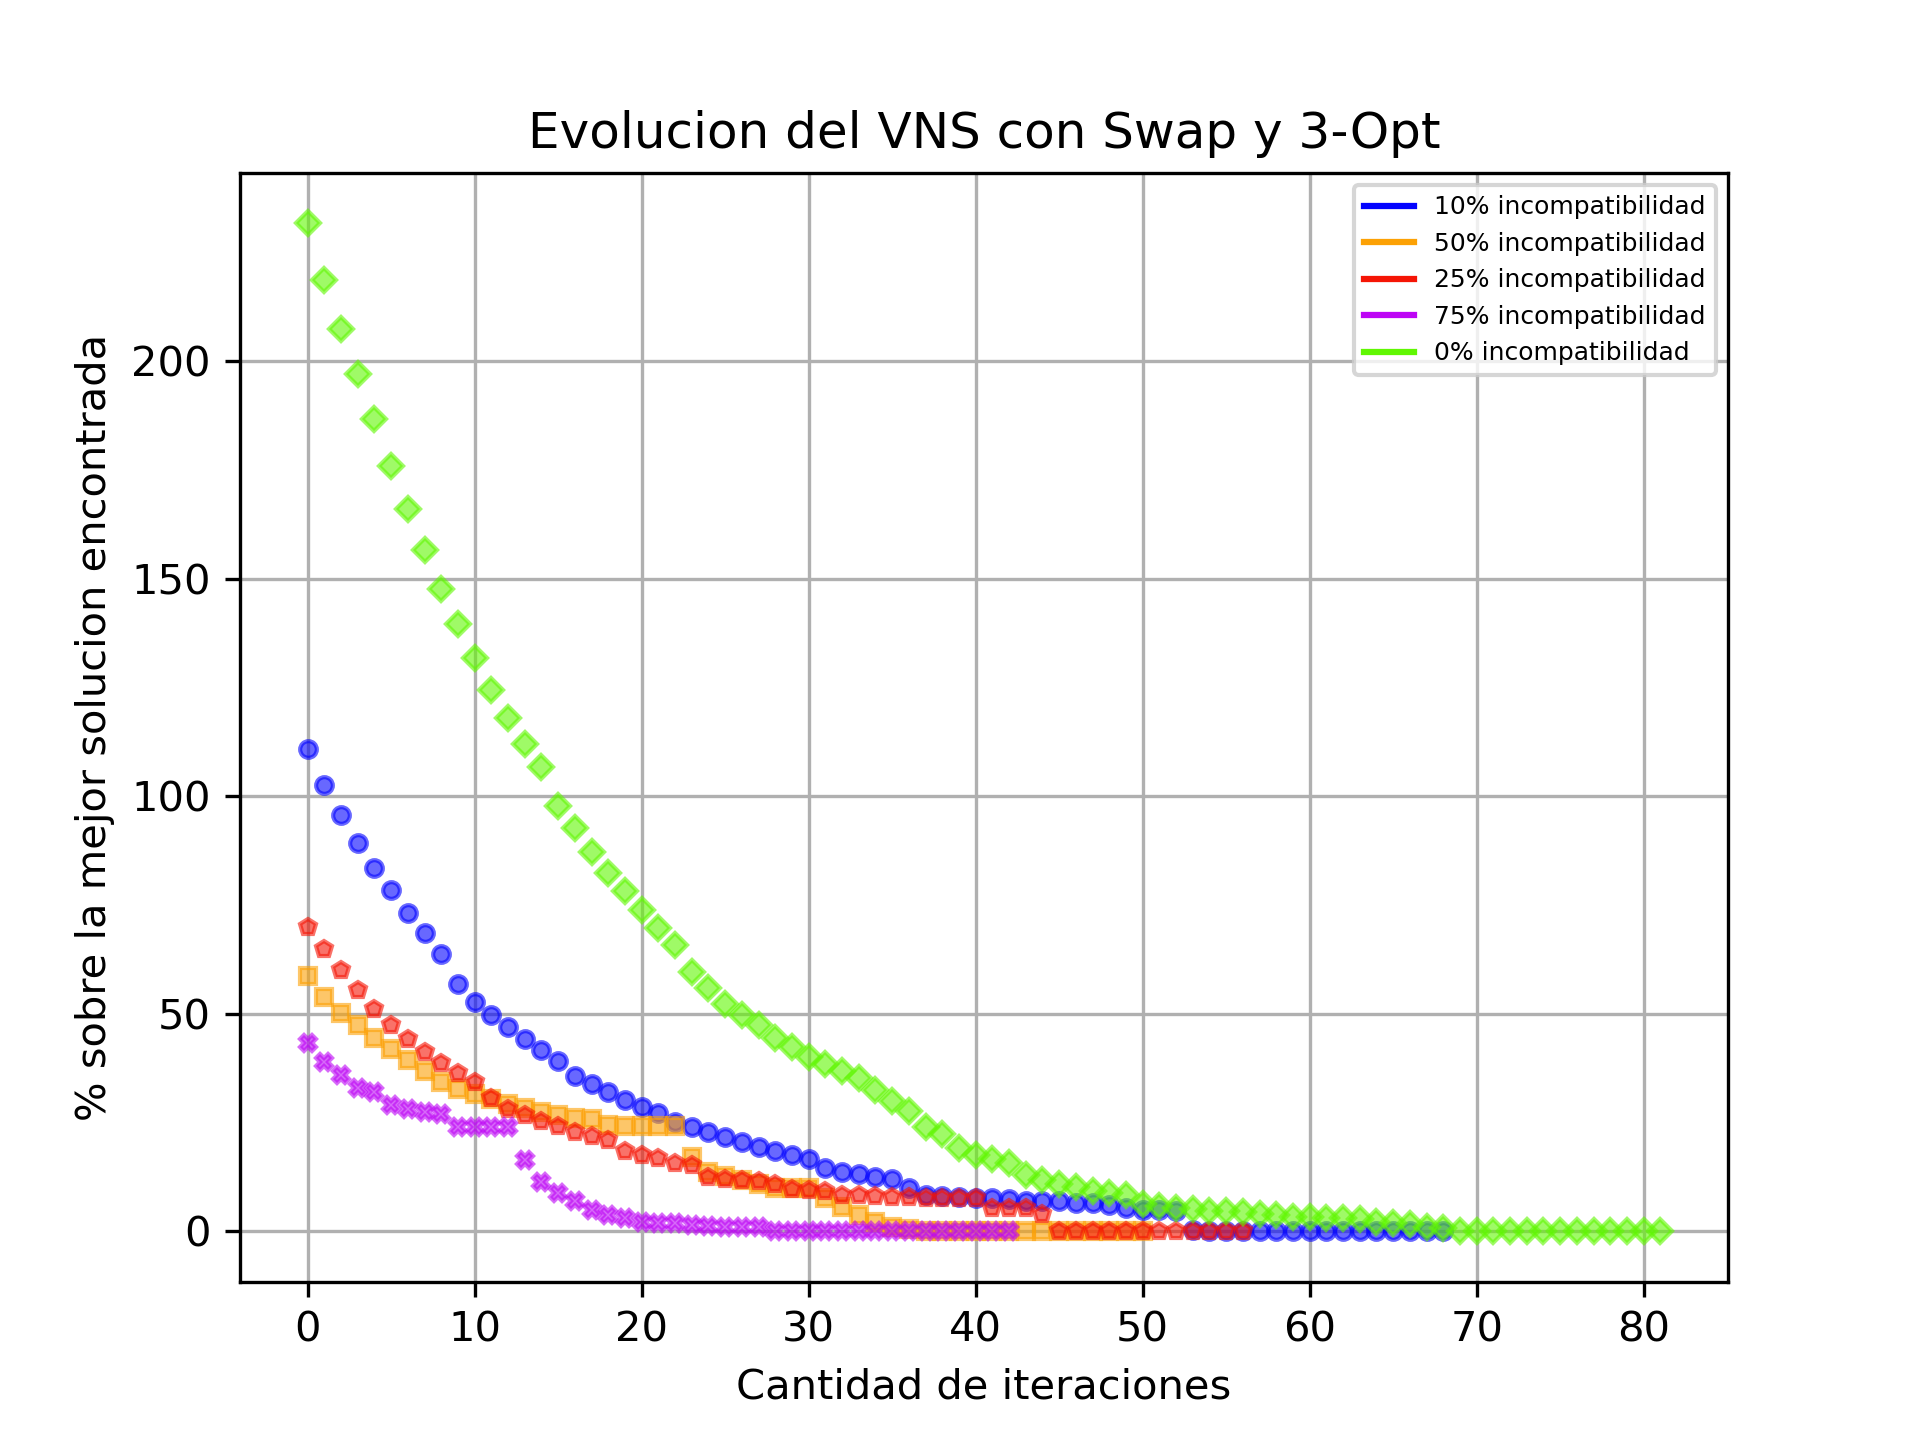 Evolucion del VNS con Swap y 3-Opt
% sobre la mejor solucion encontrada
200
150
100
50
0
10% incompatibilidad
50% incompatibilidad
25% incompatibilidad
75% incompatibilidad
0% incompatibilidad
0 10 20 30 40 50 60 70 80
Cantidad de iteraciones